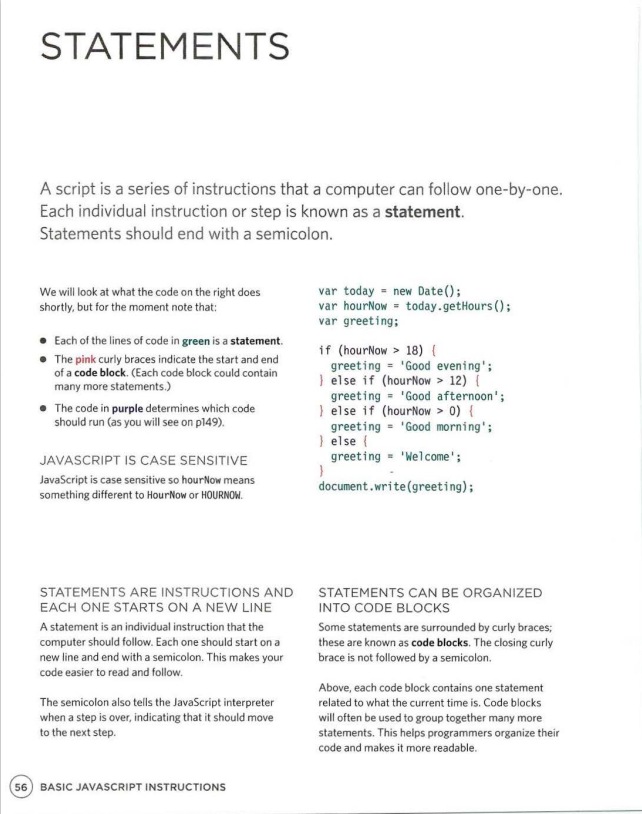 STATEMENTS
A script is a series of instructions that a computer can follow one-by-one.
Each individual instruction or step is known as a statement.
Statements should end with a semicolon.
We will look at what the code on the right does
shortly, but for the moment note that:
● Each of the lines of code in green is a statement.
● The pink curly braces indicate the start and end
of a code block. (Each code block could contain
many more statements.)
● The code in purple determines which code
should run (as you will see on p149).
JAVASCRIPT IS CASE SENSITIVE
JavaScript is case sensitive so hourNow means
something different to HourNow or HOURNOW.
var today = new Date();
var hourNow = today.getHours();
var greeting;
if (hourNow > 18) {
greeting = 'Good evening';
} else if (hourNow > 12) {
greeting = 'Good afternoon';
} else if (hourNow > 0) {
greeting = 'Good morning';
} else {
greeting = 'Welcome';
}
document.write(greeting);
STATEMENTS ARE INSTRUCTIONS AND
EACH ONE STARTS ON A NEW LINE
A statement is an individual instruction that the
computer should follow. Each one should start on a
new line and end with a semicolon. This makes your
code easier to read and follow.
The semicolon also tells the JavaScript interpreter
when a step is over, indicating that it should move
to the next step.
STATEMENTS CAN BE ORGANIZED
INTO CODE BLOCKS
Some statements are surrounded by curly braces;
these are known as code blocks. The closing curly
brace is not followed by a semicolon.
Above, each code block contains one statement
related to what the current time is. Code blocks
will often be used to group together many more
statements. This helps programmers organize their
code and makes it more readable.
56 BASIC JAVASCRIPT INSTRUCTIONS